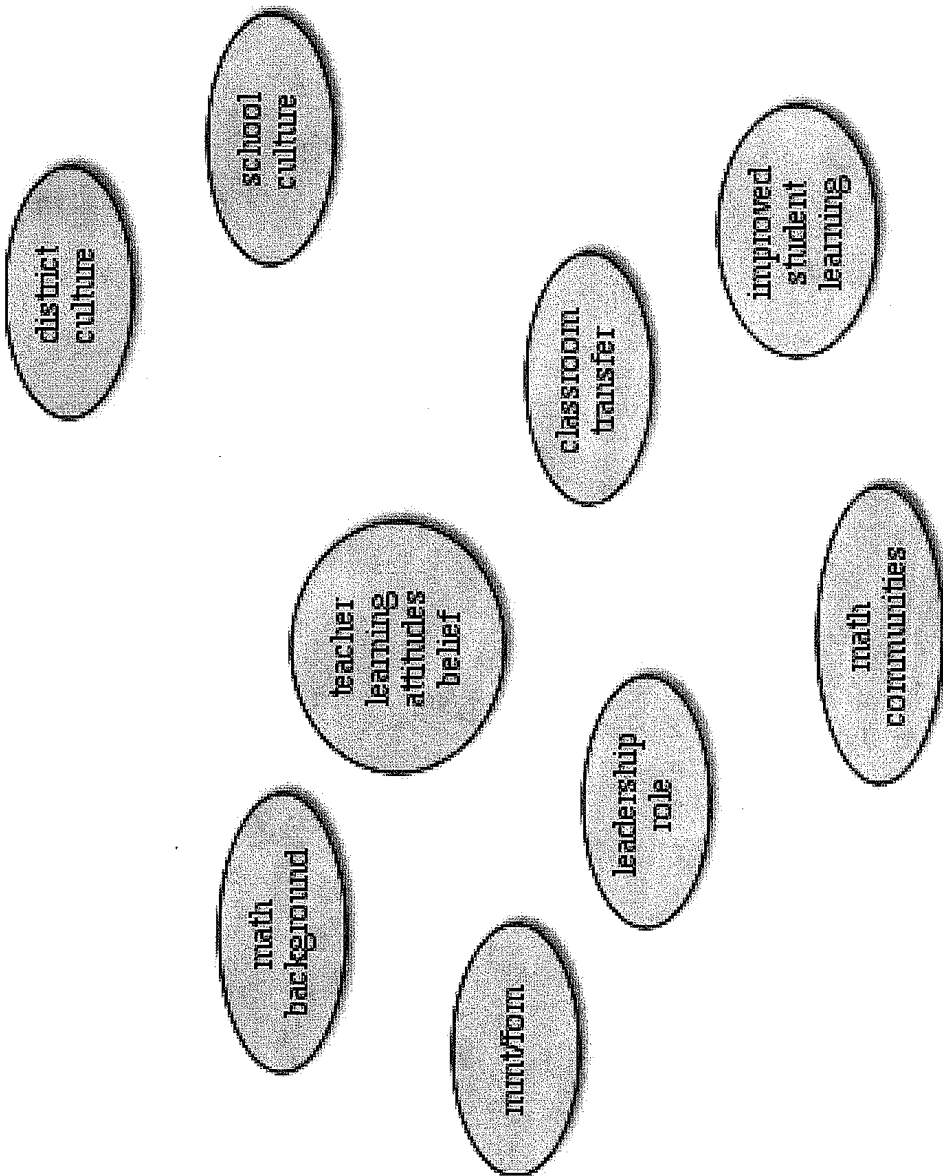 district
culture
school
culture
math
background
teacher
learning
attitudes
belief
classroom
transfer
leadership
role
improved
student
learning
math
communities